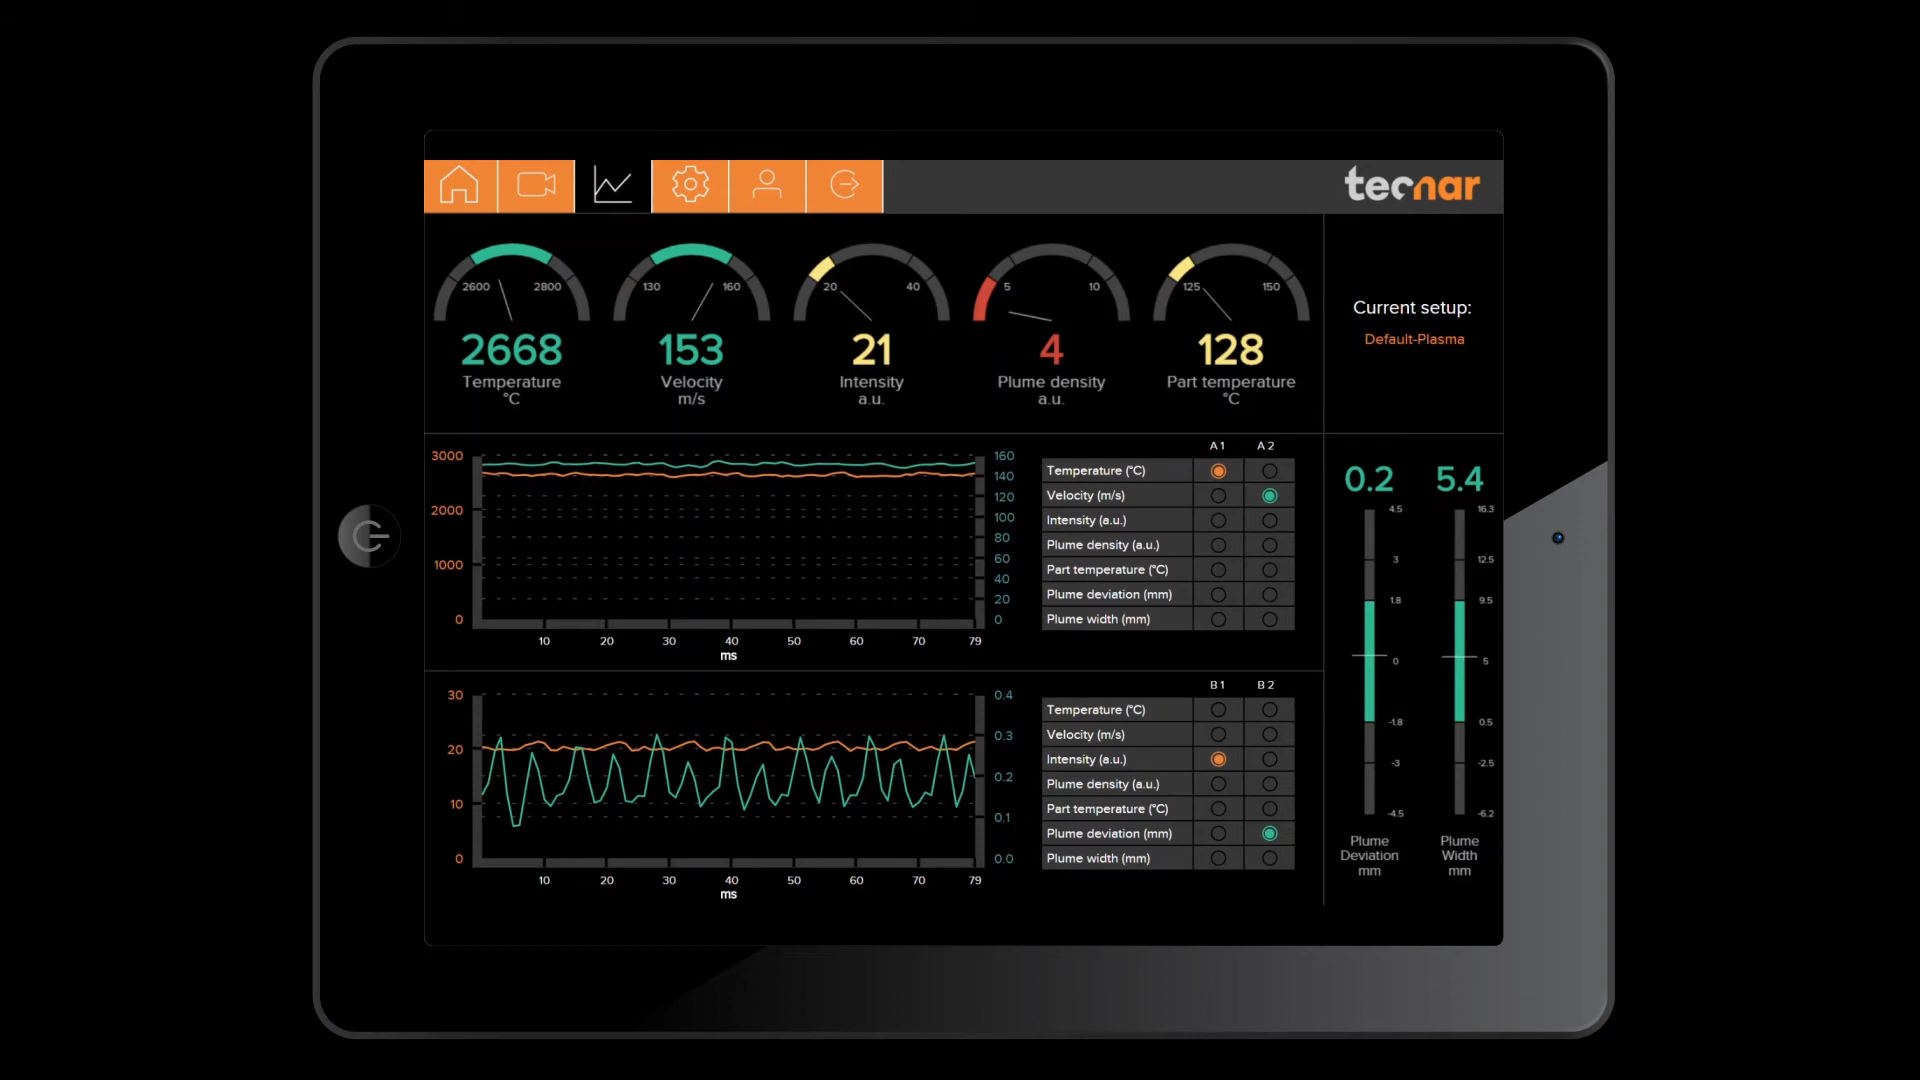 tecnar
2600 2800
130 160
20 40
5 10
125 150
2668
Temperature
°C
153
Velocity
m/s
21
Intensity
a.u.
4
Plume density
a.u.
128
Part temperature
°C
Current setup:
Default-Plasma
3000
2000
1000
0
160
140
120
100
80
60
40
20
0
10 20 30 40 50 60 70 79
ms
A 1 A 2
Temperature (°C)
Velocity (m/s)
Intensity (a.u.)
Plume density (a.u.)
Part temperature (°C)
Plume deviation (mm)
Plume width (mm)
30
20
10
0
0.4
0.3
0.2
0.1
0.0
10 20 30 40 50 60 70 79
ms
B 1 B 2
Temperature (°C)
Velocity (m/s)
Intensity (a.u.)
Plume density (a.u.)
Part temperature (°C)
Plume deviation (mm)
Plume width (mm)
0.2
4.5
3
1.8
0
-1.8
-3
-4.5
Plume
Deviation
mm
5.4
16.3
12.5
9.5
5
0.5
-2.5
-6.2
Plume
Width
mm